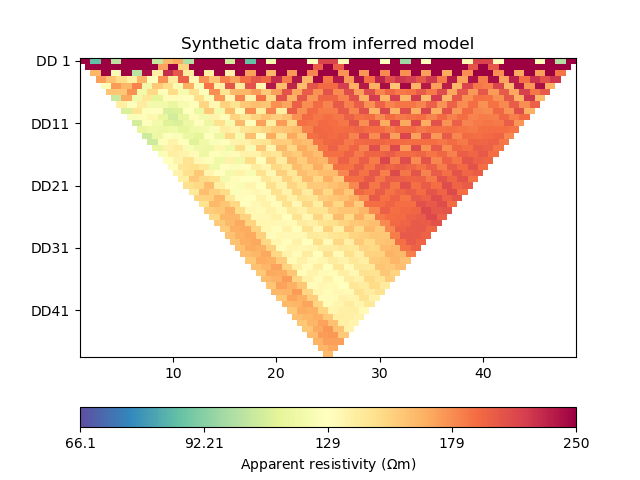 Synthetic data from inferred model
DD 1
DD11
DD21
DD31
DD41
10 20 30 40
66.1 92.21 129 179 250
Apparent resistivity (Ωm)